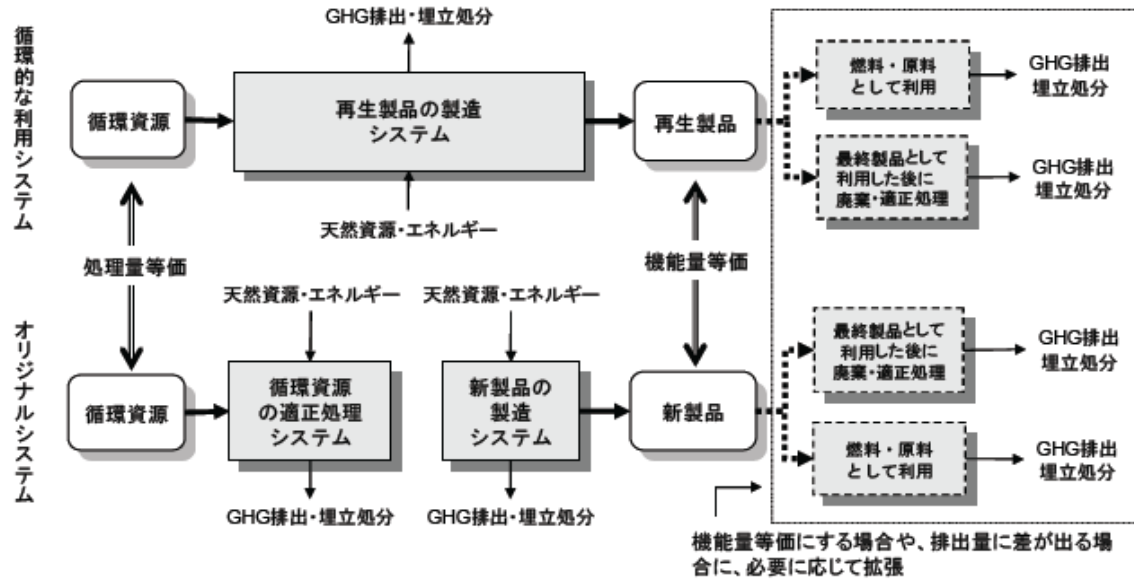 循環的な利用システム
GHG排出・埋立処分
循環資源
再生製品の製造
システム
再生製品
燃料・原料
として利用
GHG排出
埋立処分
最終製品として
利用した後に
廃棄・適正処理
GHG排出
埋立処分
天然資源・エネルギー
処理量等価
機能量等価
オリジナルシステム
天然資源・エネルギー
天然資源・エネルギー
循環資源
循環資源
の適正処理
システム
新製品の
製造
システム
新製品
最終製品として
利用した後に
廃棄・適正処理
GHG排出
埋立処分
燃料・原料
として利用
GHG排出
埋立処分
GHG排出・埋立処分
GHG排出・埋立処分
機能量等価にする場合や、排出量に差が出る場
合に、必要に応じて拡張